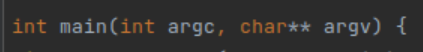 int main(int argc, char** argv) {